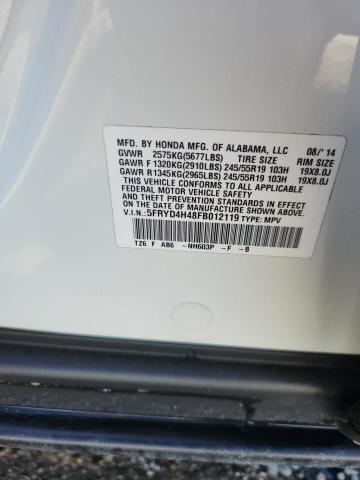 MFD. BY HONDA MFG. OF ALABAMA, LLC 08/'14
GVWR 2575KG(5677LBS) TIRE SIZE RIM SIZE
GAWR F 1320KG(2910LBS) 245/55R19 103H 19X8.0J
GAWR R 1345KG(2965LBS) 245/55R19 103H 19X8.0J
THIS VEHICLE CONFORMS TO ALL APPLICABLE
FEDERAL MOTOR VEHICLE SAFETY AND
THEFT PREVENTION STANDARDS IN EFFECT ON
THE DATE OF MANUFACTURE SHOWN ABOVE.
V.I.N.: 5FRYD4H48FB012119 TYPE: MPV
TZ6 F AB6 -NH603P -F -B